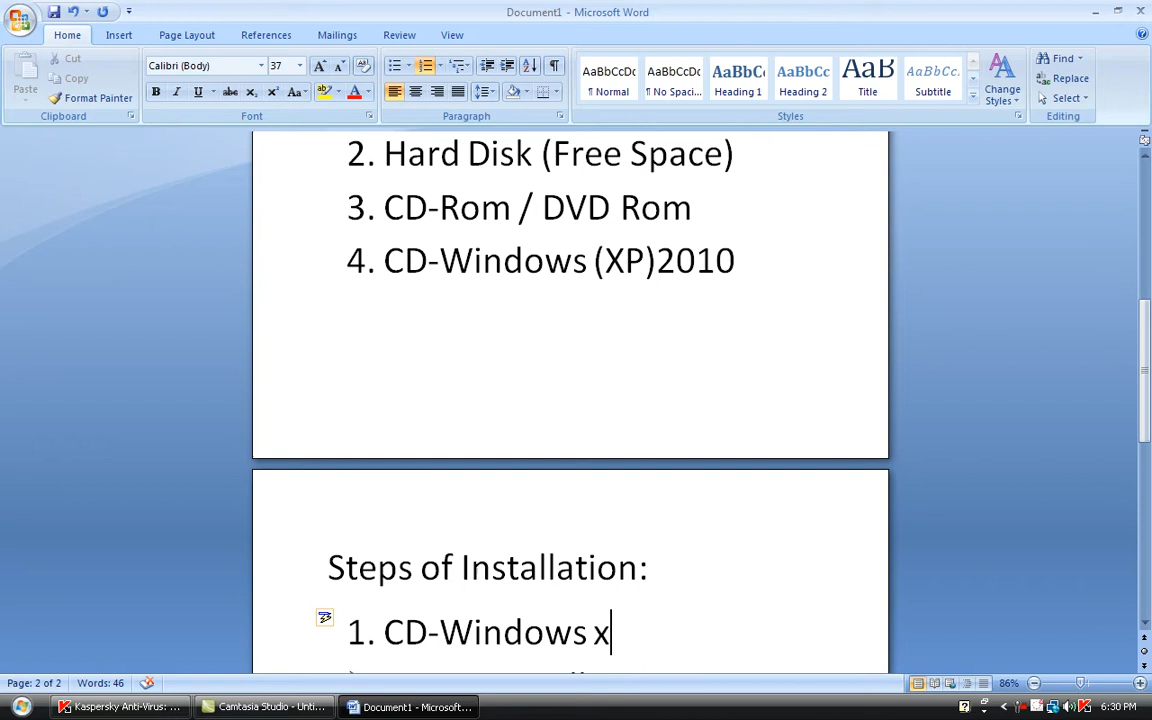 Document1 - Microsoft Word
Home Insert Page Layout References Mailings Review View
Paste
Cut
Copy
Format Painter
Clipboard
Calibri (Body) 37
Font
Paragraph
AaBbCcDc AaBbCcDc AaBbCc AaBbCc AaB AaBbCc.
¶ Normal ¶ No Spaci... Heading 1 Heading 2 Title Subtitle
Change Styles
Styles
Find
Replace
Select
Editing
2. Hard Disk (Free Space)
3. CD-Rom / DVD Rom
4. CD-Windows (XP)2010
Steps of Installation:
1. CD-Windows x
Page: 2 of 2 Words: 46 86%
Kaspersky Anti-Virus: ... Camtasia Studio - Unti... Document1 - Microsoft... 6:30 PM